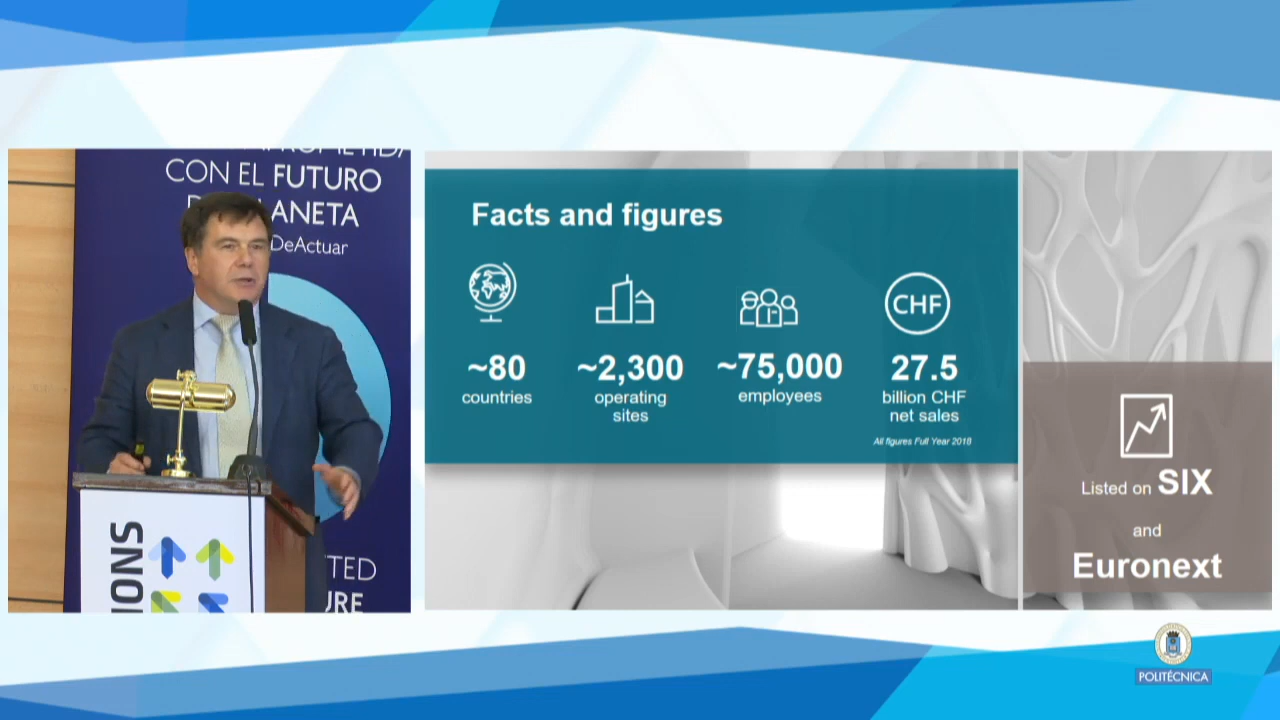 CON EL FUTURO
ANETA
DeActuar
TED
IONS
Facts and figures
CHF
~80
countries
~2,300
operating
sites
~75,000
employees
27.5
billion CHF
net sales
All figures Full Year 2018
Listed on SIX
and
Euronext
POLITÉCNICA